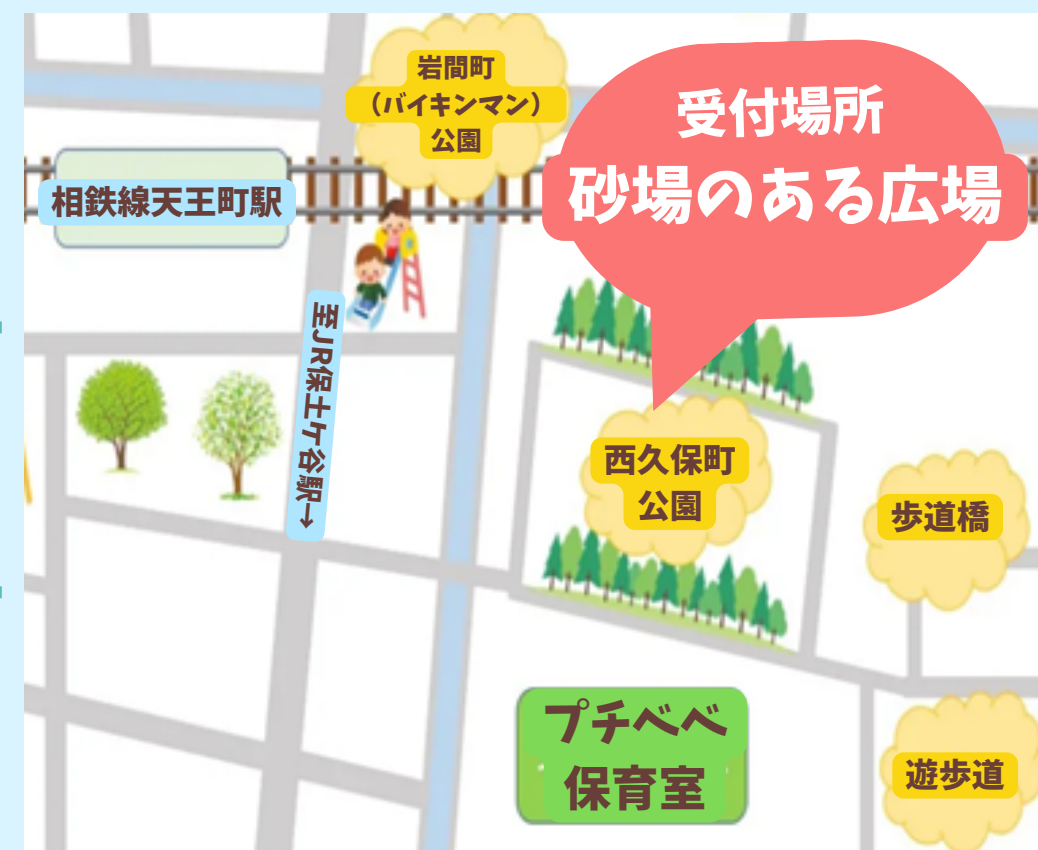 岩間町
（バイキンマン）
公園
受付場所
砂場のある広場
相鉄線天王町駅
至JR保土ケ谷駅→
西久保町
公園
歩道橋
プチベベ
保育室
遊歩道